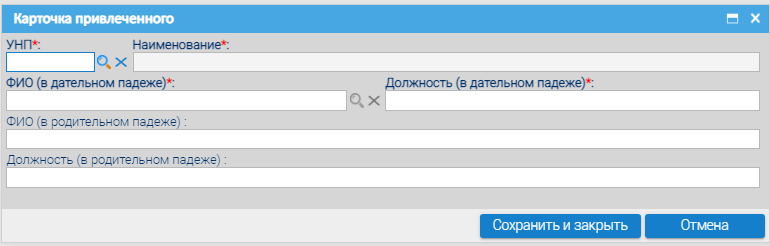 Карточка привлеченного
УНП*: Наименование*:
ФИО (в дательном падеже)*: Должность (в дательном падеже)*:
ФИО (в родительном падеже) :
Должность (в родительном падеже) :
Сохранить и закрыть Отмена